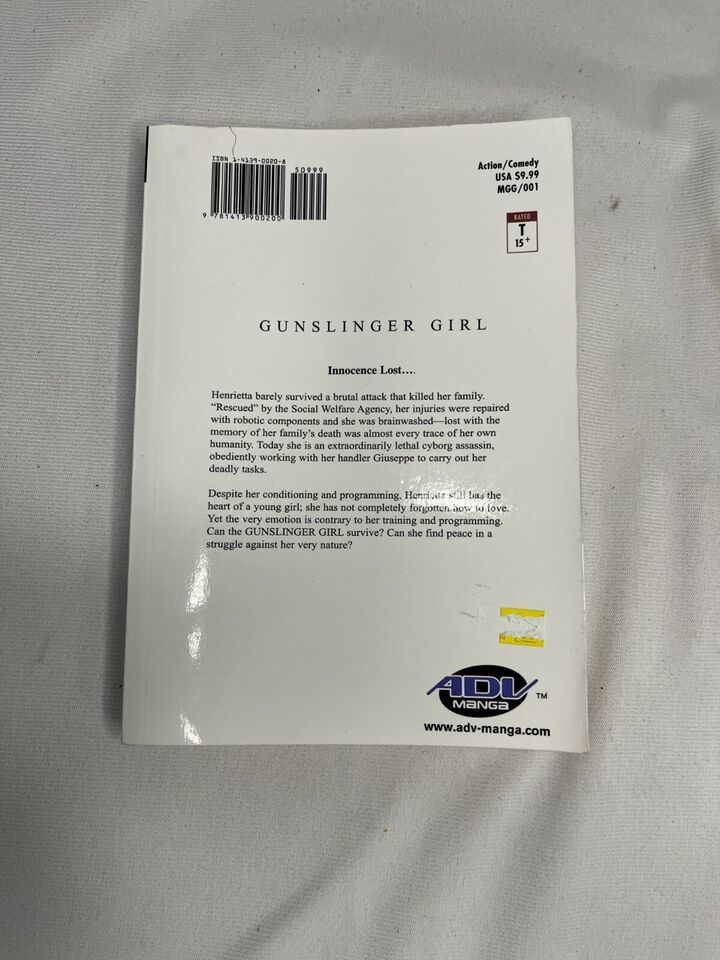 ISBN 1-4139-0020-8
50999
9 781413 900200
Action/Comedy
USA $9.99
MGG/001
RATED
T
15+
GUNSLINGER GIRL
Innocence Lost....
Henrietta barely survived a brutal attack that killed her family.
“Rescued” by the Social Welfare Agency, her injuries were repaired
with robotic components and she was brainwashed—lost with the
memory of her family’s death was almost every trace of her own
humanity. Today she is an extraordinarily lethal cyborg assassin,
obediently working with her handler Giuseppe to carry out her
deadly tasks.
Despite her conditioning and programming, Henrietta still has the
heart of a young girl; she has not completely forgotten how to love.
Yet the very emotion is contrary to her training and programming.
Can the GUNSLINGER GIRL survive? Can she find peace in a
struggle against her very nature?
ADV
MANGA
TM
www.adv-manga.com